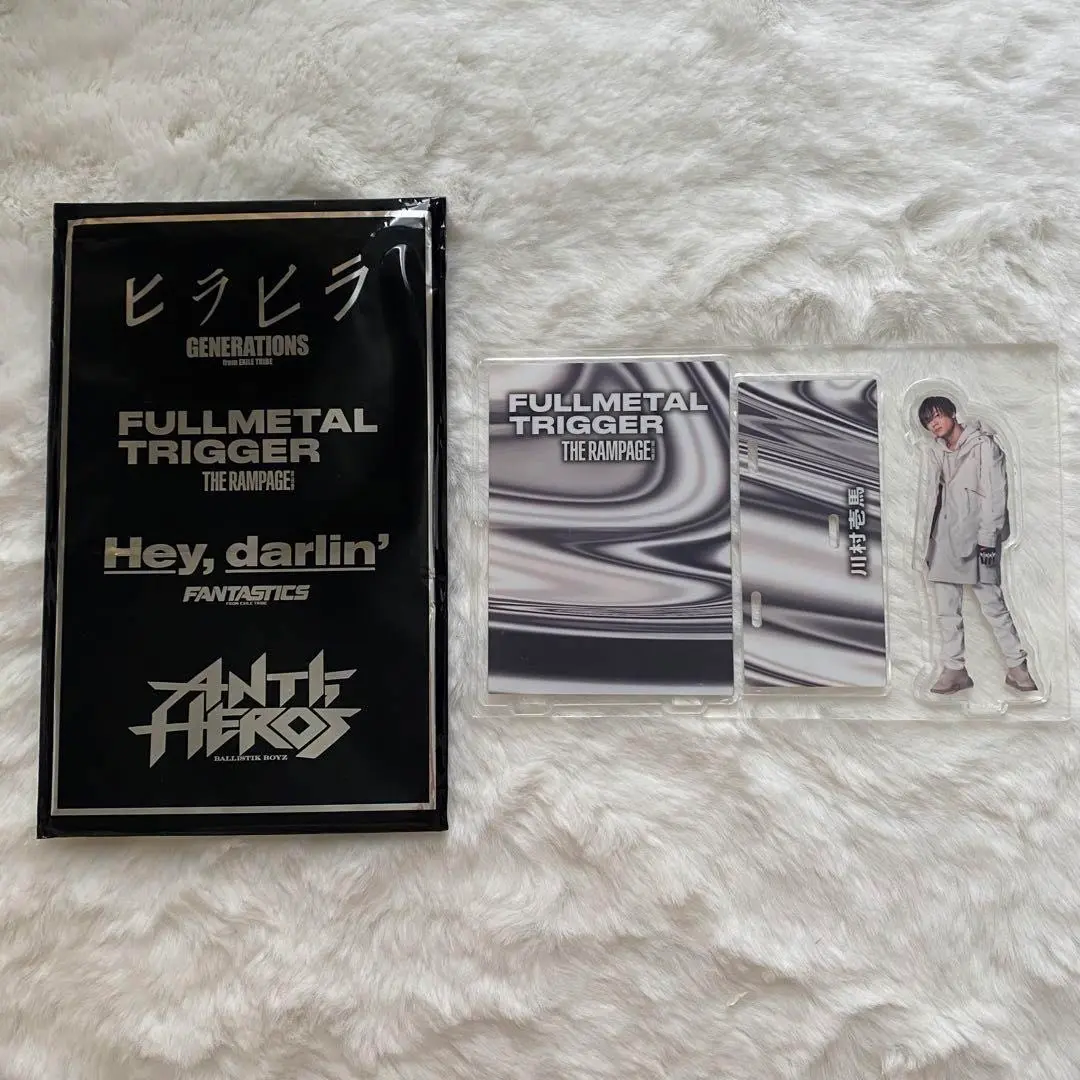 ヒラヒラ
GENERATIONS
from EXILE TRIBE
FULLMETAL
TRIGGER
THE RAMPAGE
Hey, darlin'
FANTASTICS
FROM EXILE TRIBE
ANTI-
HEROS
BALLISTIK BOYZ
FULLMETAL
TRIGGER
THE RAMPAGE
川村壱馬